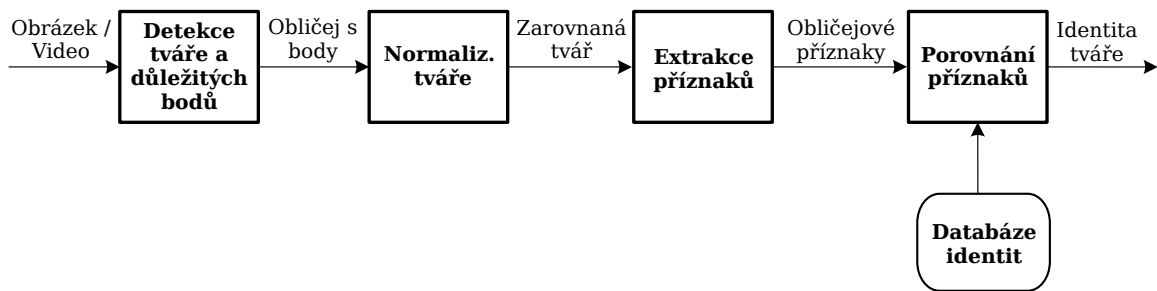 Obrázek /
Video
Detekce
tváře a
důležitých
bodů
Obličej s
body
Normaliz.
tváře
Zarovnaná
tvář
Extrakce
příznaků
Obličejové
příznaky
Porovnání
příznaků
Identita
tváře
Databáze
identit